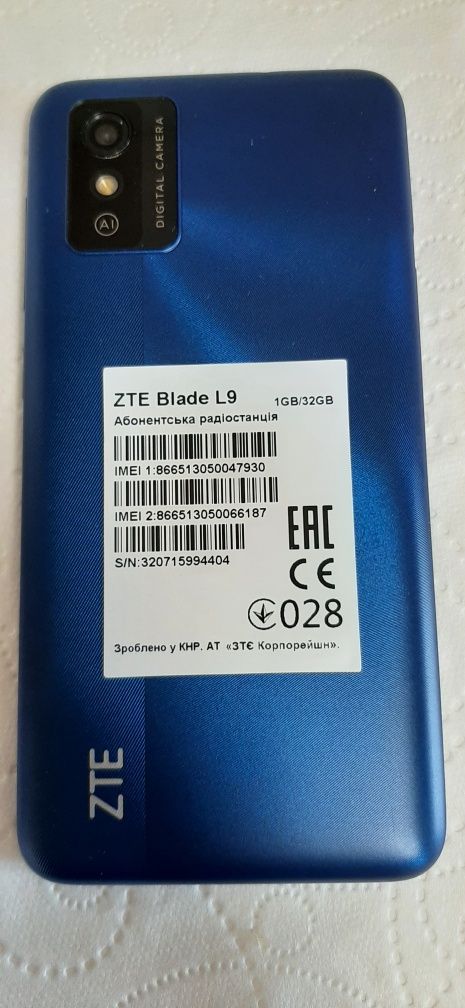 DIGITAL CAMERA
AI
ZTE Blade L9 1GB/32GB
Абонентська радіостанція
IMEI 1:866513050047930
IMEI 2:866513050066187
S/N:320715994404
EAC
CE
028
Зроблено у КНР. АТ «ЗТЄ Корпорейшн».
ZTE